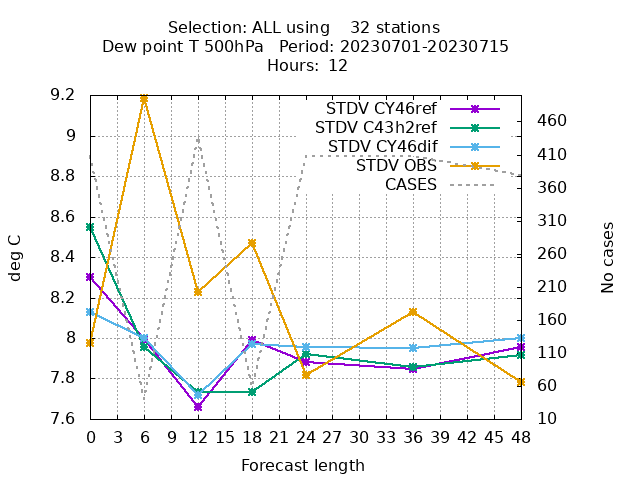 Selection: ALL using    32 stations
Dew point T 500hPa   Period: 20230701-20230715
Hours: 12
STDV CY46ref
STDV C43h2ref
STDV CY46dif
STDV OBS
CASES
deg C
9.2
9
8.8
8.6
8.4
8.2
8
7.8
7.6
No cases
460
410
360
310
260
210
160
110
60
10
0 3 6 9 12 15 18 21 24 27 30 33 36 39 42 45 48
Forecast length